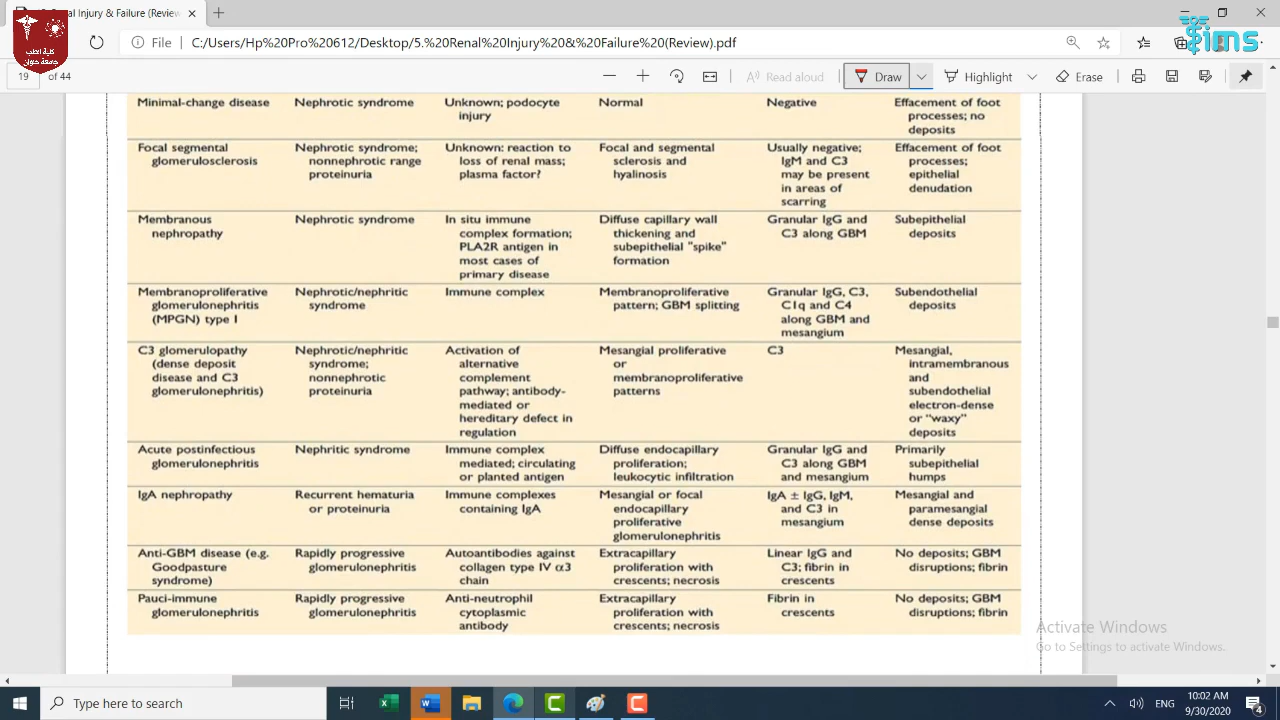 nal Injury & Failure (Review).p
File C:/Users/Hp%20Pro%20612/Desktop/5.%20Renal%20Injury%20&%20Failure%20(Review).pdf
كلية الطب
جامعة حلوان
sims
19 of 44
Read aloud Draw Highlight Erase
Minimal-change disease Nephrotic syndrome Unknown; podocyte Normal Negative Effacement of foot
injury processes; no
deposits
Focal segmental Nephrotic syndrome; Unknown: reaction to Focal and segmental Usually negative; Effacement of foot
glomerulosclerosis nonnephrotic range loss of renal mass; sclerosis and IgM and C3 processes;
proteinuria plasma factor? hyalinosis may be present epithelial
in areas of denudation
scarring
Membranous Nephrotic syndrome In situ immune Diffuse capillary wall Granular IgG and Subepithelial
nephropathy complex formation; thickening and C3 along GBM deposits
PLA2R antigen in subepithelial "spike"
most cases of formation
primary disease
Membranoproliferative Nephrotic/nephritic Immune complex Membranoproliferative Granular IgG, C3, Subendothelial
glomerulonephritis syndrome pattern; GBM splitting C1q and C4 deposits
(MPGN) type I along GBM and
mesangium
C3 glomerulopathy Nephrotic/nephritic Activation of Mesangial proliferative C3 Mesangial,
(dense deposit syndrome; alternative or intramembranous
disease and C3 nonnephrotic complement membranoproliferative and
glomerulonephritis) proteinuria pathway; antibody- patterns subendothelial
mediated or electron-dense
hereditary defect in or "waxy"
regulation deposits
Acute postinfectious Nephritic syndrome Immune complex Diffuse endocapillary Granular IgG and Primarily
glomerulonephritis mediated; circulating proliferation; C3 along GBM subepithelial
or planted antigen leukocytic infiltration and mesangium humps
IgA nephropathy Recurrent hematuria Immune complexes Mesangial or focal IgA ± IgG, IgM, Mesangial and
or proteinuria containing IgA endocapillary and C3 in paramesangial
proliferative mesangium dense deposits
glomerulonephritis
Anti-GBM disease (e.g. Rapidly progressive Autoantibodies against Extracapillary Linear IgG and No deposits; GBM
Goodpasture glomerulonephritis collagen type IV α3 proliferation with C3; fibrin in disruptions; fibrin
syndrome) chain crescents; necrosis crescents
Pauci-immune Rapidly progressive Anti-neutrophil Extracapillary Fibrin in No deposits; GBM
glomerulonephritis glomerulonephritis cytoplasmic proliferation with crescents disruptions; fibrin
antibody crescents; necrosis
Activate Windows
Go to Settings to activate Windows.
Type here to search
ENG
10:02 AM
9/30/2020
4